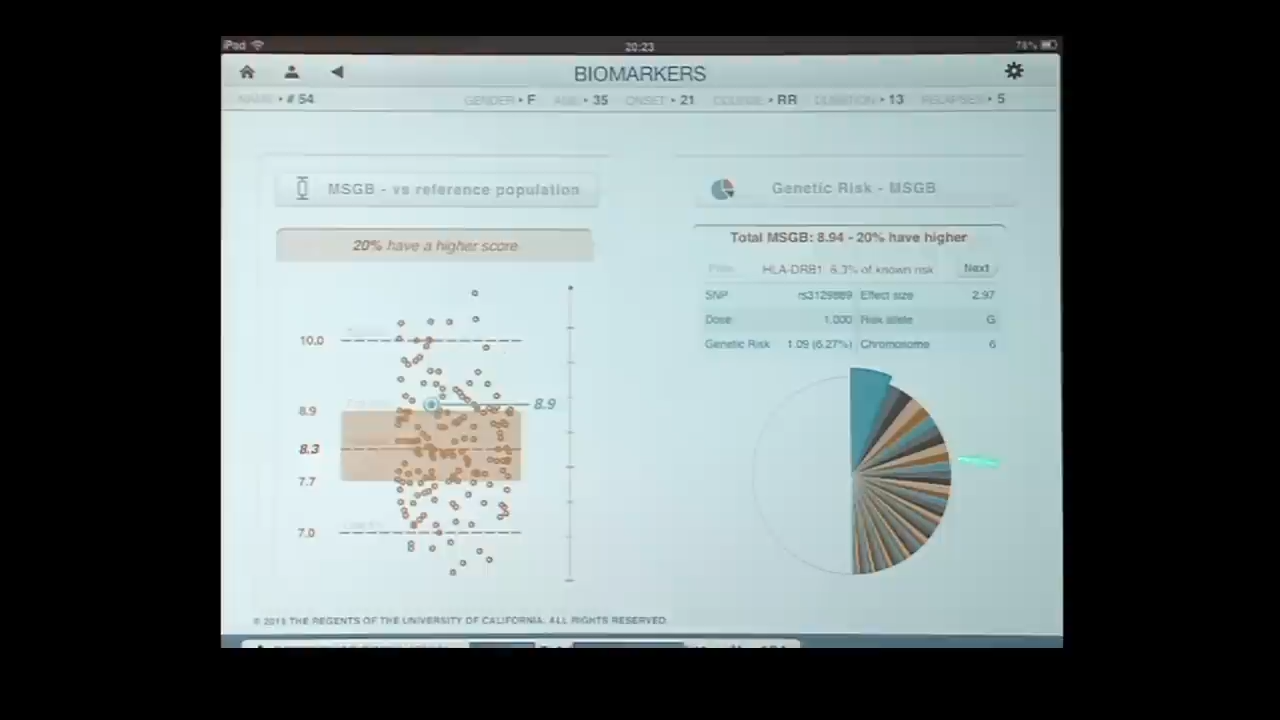 iPad 20:23 78%
BIOMARKERS
NAME • # 54 GENDER • F AGE • 35 ONSET • 21 COURSE • RR DURATION • 13 RELAPSES • 5
MSGB - vs reference population
20% have a higher score
10.0
8.9
8.9
8.3
7.7
7.0
Genetic Risk - MSGB
Total MSGB: 8.94 - 20% have higher
HLA-DRB1: 6.3% of known risk Next
SNP rs3129889 Effect size 2.97
Dose 1.000 Risk allele G
Genetic Risk 1.09 (6.27%) Chromosome 6
THE REGENTS OF THE UNIVERSITY OF CALIFORNIA. ALL RIGHTS RESERVED.